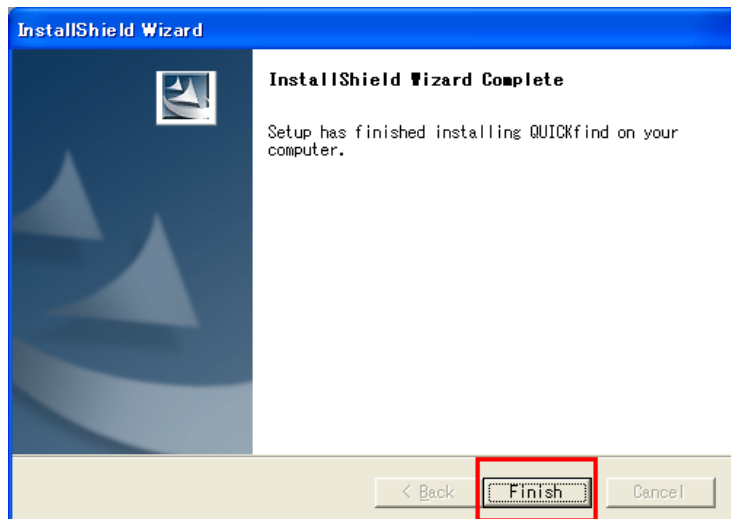 InstallShield Wizard
InstallShield Wizard Complete
Setup has finished installing QUICKfind on your
computer.
< Back
Finish
Cancel